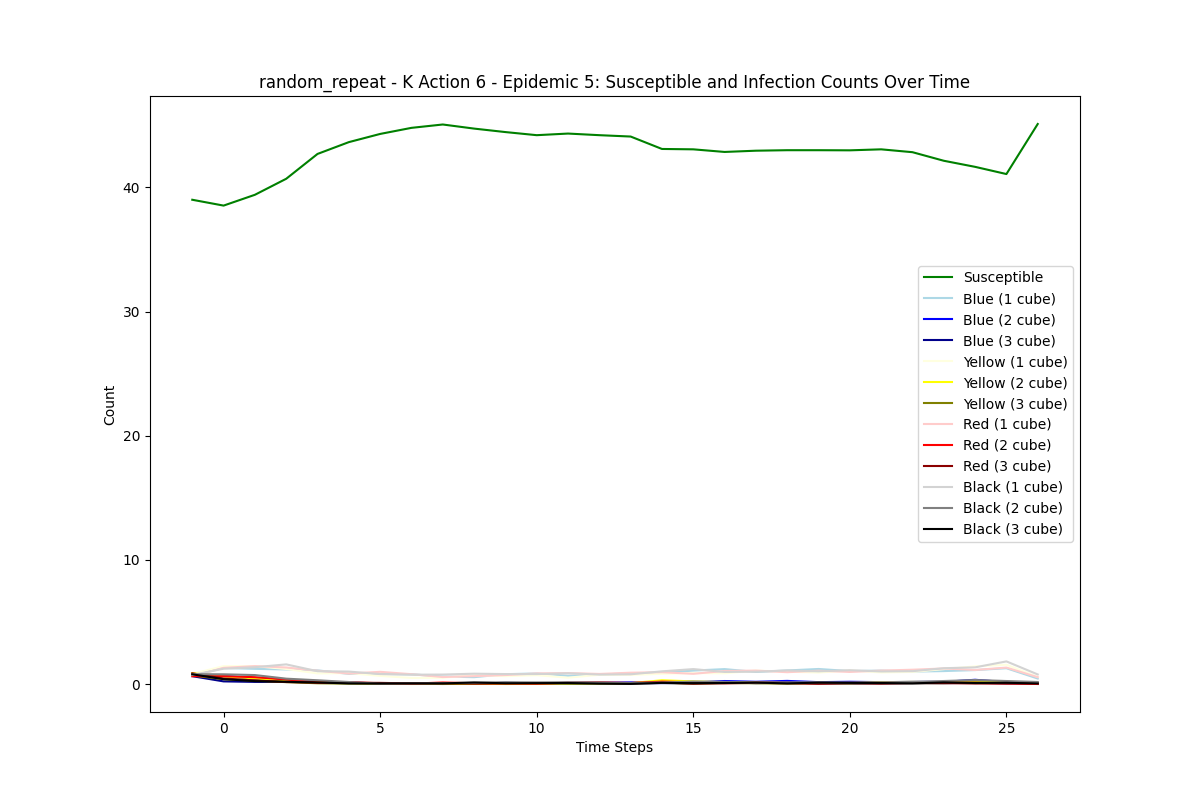 random_repeat - K Action 6 - Epidemic 5: Susceptible and Infection Counts Over Time
Count
40
30
20
10
0
Susceptible
Blue (1 cube)
Blue (2 cube)
Blue (3 cube)
Yellow (1 cube)
Yellow (2 cube)
Yellow (3 cube)
Red (1 cube)
Red (2 cube)
Red (3 cube)
Black (1 cube)
Black (2 cube)
Black (3 cube)
0 5 10 15 20 25
Time Steps